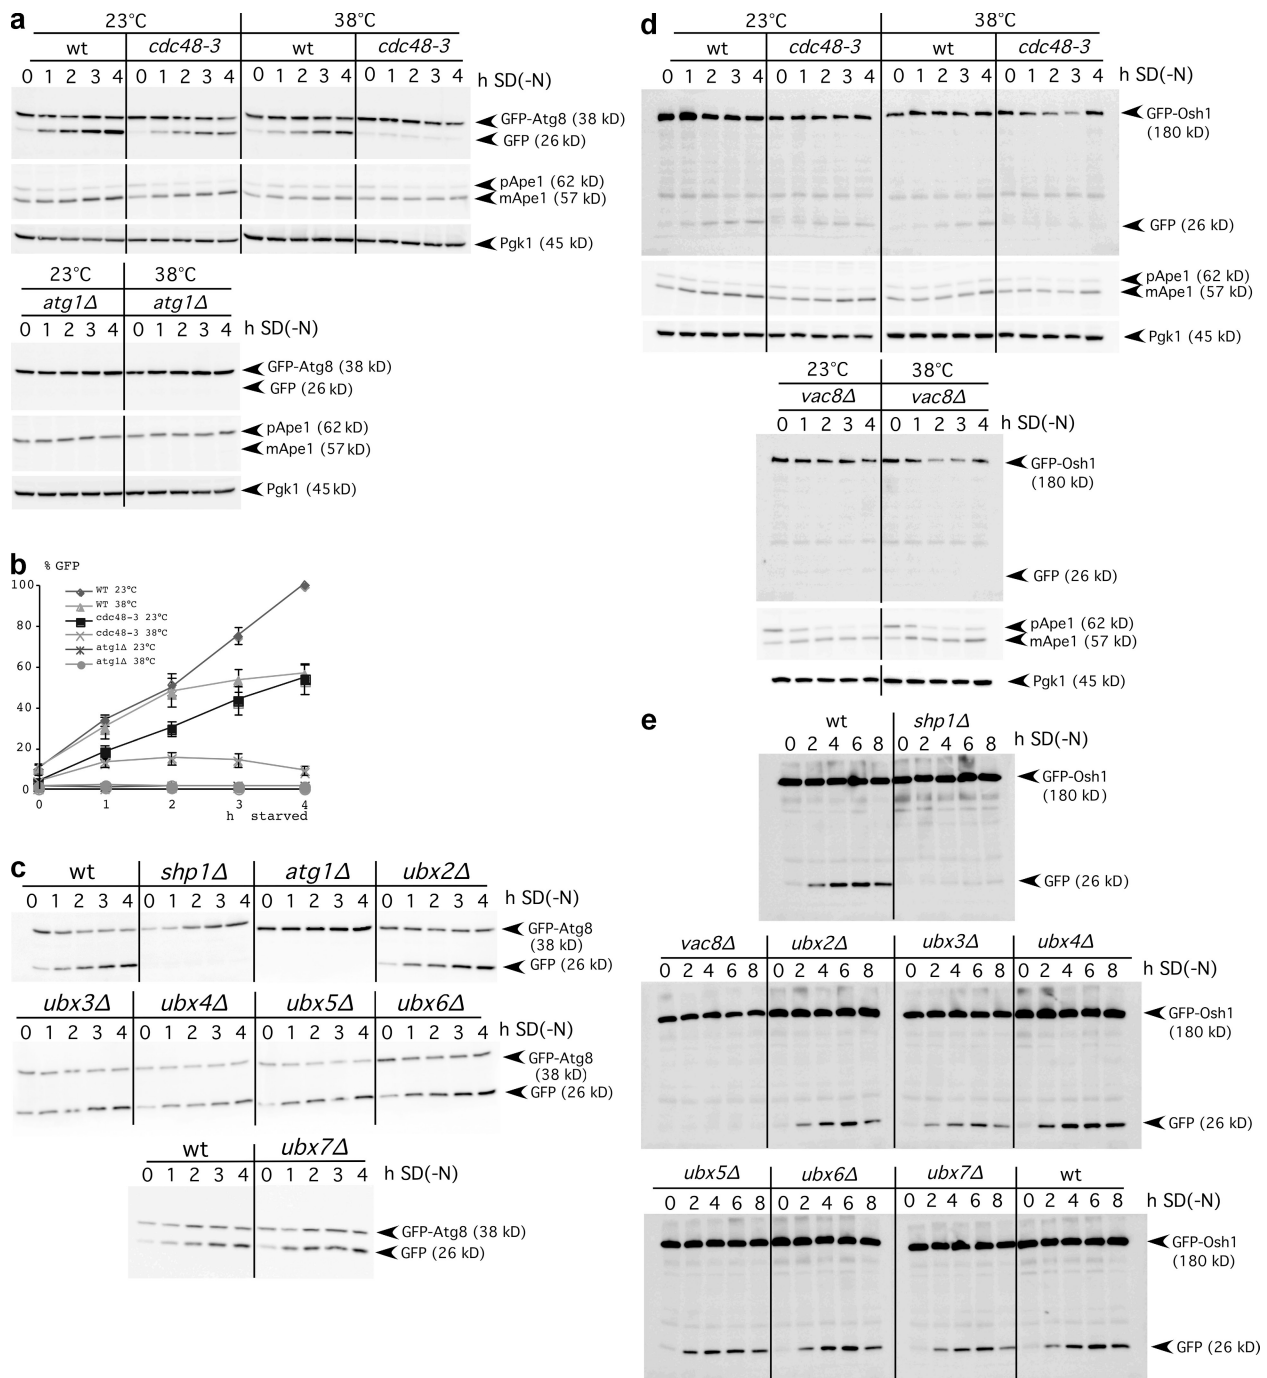 a
23°C 38°C
wt cdc48-3 wt cdc48-3
0 1 2 3 4 0 1 2 3 4 0 1 2 3 4 0 1 2 3 4 h SD(-N)
GFP-Atg8 (38 kD)
GFP (26 kD)
pApe1 (62 kD)
mApe1 (57 kD)
Pgk1 (45 kD)
23°C 38°C
atg1Δ atg1Δ
0 1 2 3 4 0 1 2 3 4 h SD(-N)
GFP-Atg8 (38 kD)
GFP (26 kD)
pApe1 (62 kD)
mApe1 (57 kD)
Pgk1 (45 kD)
b
% GFP
100
80
60
40
20
0
WT 23°C
WT 38°C
cdc48-3 23°C
cdc48-3 38°C
atg1Δ 23°C
atg1Δ 38°C
0 1 2 3 4
h starved
c
wt shp1Δ atg1Δ ubx2Δ
0 1 2 3 4 0 1 2 3 4 0 1 2 3 4 0 1 2 3 4 h SD(-N)
GFP-Atg8
(38 kD)
GFP (26 kD)
ubx3Δ ubx4Δ ubx5Δ ubx6Δ
0 1 2 3 4 0 1 2 3 4 0 1 2 3 4 0 1 2 3 4 h SD(-N)
GFP-Atg8
(38 kD)
GFP (26 kD)
wt ubx7Δ
0 1 2 3 4 0 1 2 3 4 h SD(-N)
GFP-Atg8 (38 kD)
GFP (26 kD)
d
23°C 38°C
wt cdc48-3 wt cdc48-3
0 1 2 3 4 0 1 2 3 4 0 1 2 3 4 0 1 2 3 4 h SD(-N)
GFP-Osh1
(180 kD)
GFP (26 kD)
pApe1 (62 kD)
mApe1 (57 kD)
Pgk1 (45 kD)
23°C 38°C
vac8Δ vac8Δ
0 1 2 3 4 0 1 2 3 4 h SD(-N)
GFP-Osh1
(180 kD)
GFP (26 kD)
pApe1 (62 kD)
mApe1 (57 kD)
Pgk1 (45 kD)
e
wt shp1Δ
0 2 4 6 8 0 2 4 6 8 h SD(-N)
GFP-Osh1
(180 kD)
GFP (26 kD)
vac8Δ ubx2Δ ubx3Δ ubx4Δ
0 2 4 6 8 0 2 4 6 8 0 2 4 6 8 0 2 4 6 8 h SD(-N)
GFP-Osh1
(180 kD)
GFP (26 kD)
ubx5Δ ubx6Δ ubx7Δ wt
0 2 4 6 8 0 2 4 6 8 0 2 4 6 8 0 2 4 6 8 h SD(-N)
GFP-Osh1
(180 kD)
GFP (26 kD)